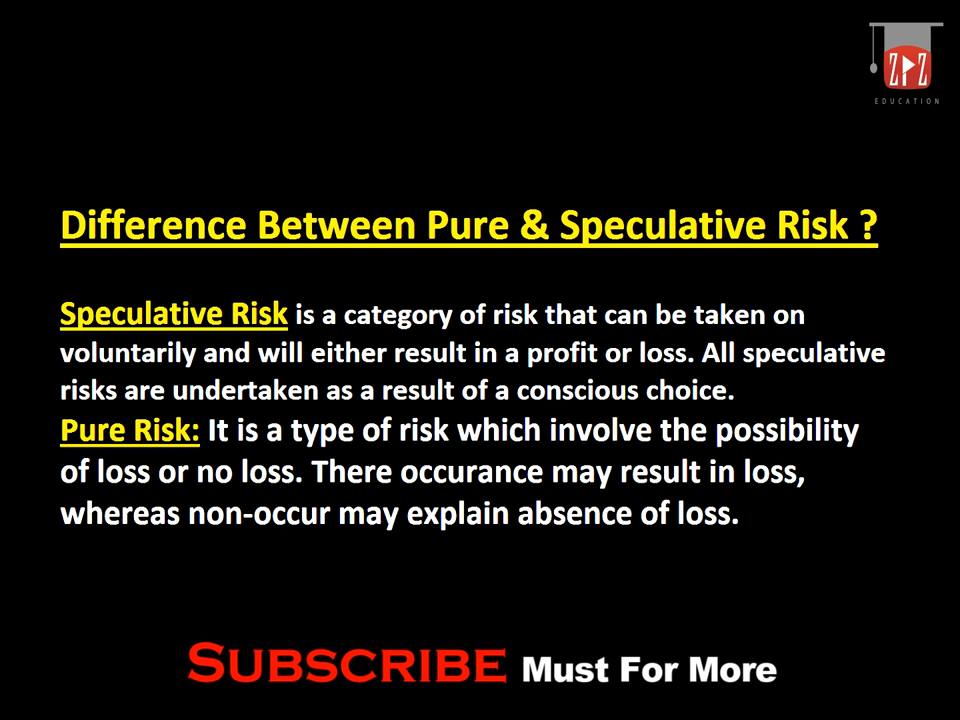 Z Z
EDUCATION
Difference Between Pure & Speculative Risk ?
Speculative Risk is a category of risk that can be taken on
voluntarily and will either result in a profit or loss. All speculative
risks are undertaken as a result of a conscious choice.
Pure Risk: It is a type of risk which involve the possibility
of loss or no loss. There occurance may result in loss,
whereas non-occur may explain absence of loss.
SUBSCRIBE Must For More